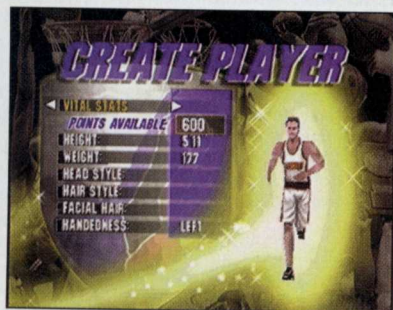 CREATE PLAYER
VITAL STATS
POINTS AVAILABLE: 600
HEIGHT: 5 11
WEIGHT: 177
HEAD STYLE:
HAIR STYLE:
FACIAL HAIR:
HANDEDNESS: LEFT